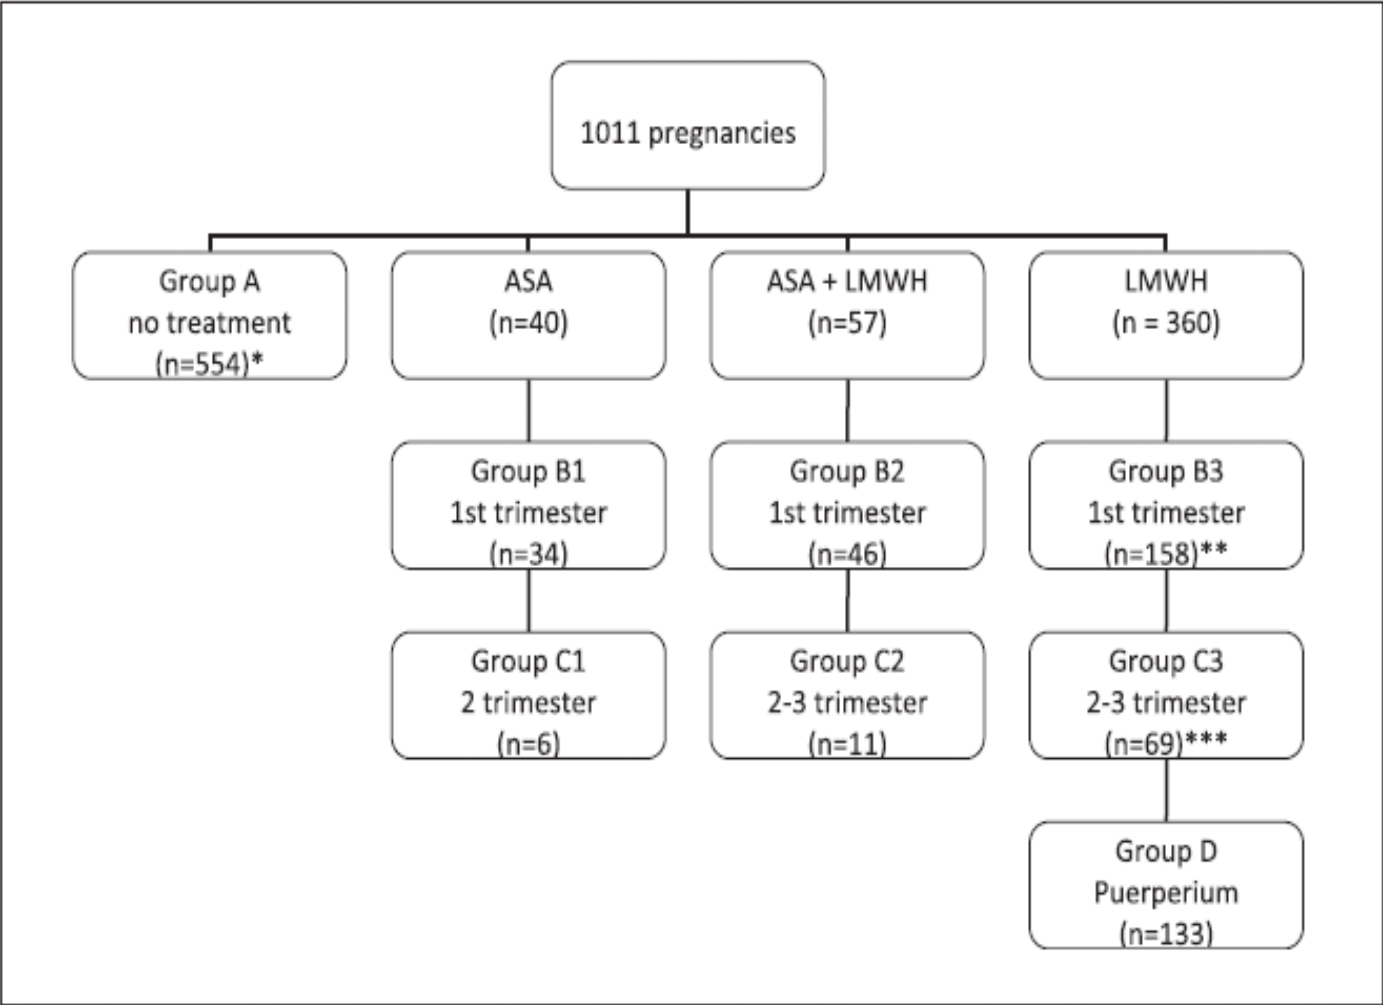 1011 pregnancies
Group A
no treatment
(n=554)*
ASA
(n=40)
ASA + LMWH
(n=57)
LMWH
(n = 360)
Group B1
1st trimester
(n=34)
Group B2
1st trimester
(n=46)
Group B3
1st trimester
(n=158)**
Group C1
2 trimester
(n=6)
Group C2
2-3 trimester
(n=11)
Group C3
2-3 trimester
(n=69)***
Group D
Puerperium
(n=133)